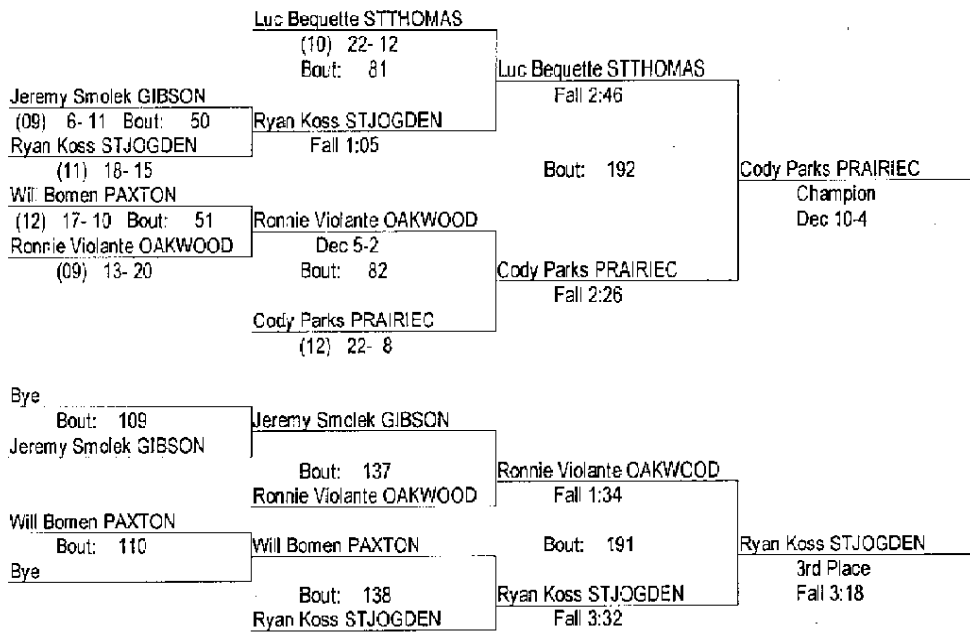 Luc Bequette STTHOMAS
(10) 22- 12
Bout: 81
Luc Bequette STTHOMAS
Fall 2:46
Jeremy Smolek GIBSON
(09) 6- 11 Bout: 50
Ryan Koss STJOGDEN
Ryan Koss STJOGDEN
Fall 1:05
(11) 18- 15
Bout: 192
Cody Parks PRAIRIEC
Champion
Dec 10-4
Will Bomen PAXTON
(12) 17- 10 Bout: 51
Ronnie Violante OAKWOOD
Ronnie Violante OAKWOOD
Dec 5-2
(09) 13- 20
Bout: 82
Cody Parks PRAIRIEC
Fall 2:26
Cody Parks PRAIRIEC
(12) 22- 8
Bye
Bout: 109
Jeremy Smolek GIBSON
Jeremy Smolek GIBSON
Bout: 137
Ronnie Violante OAKWOOD
Ronnie Violante OAKWOOD
Fall 1:34
Will Bomen PAXTON
Bout: 110
Bye
Will Bomen PAXTON
Bout: 191
Ryan Koss STJOGDEN
3rd Place
Fall 3:18
Bout: 138
Ryan Koss STJOGDEN
Ryan Koss STJOGDEN
Fall 3:32